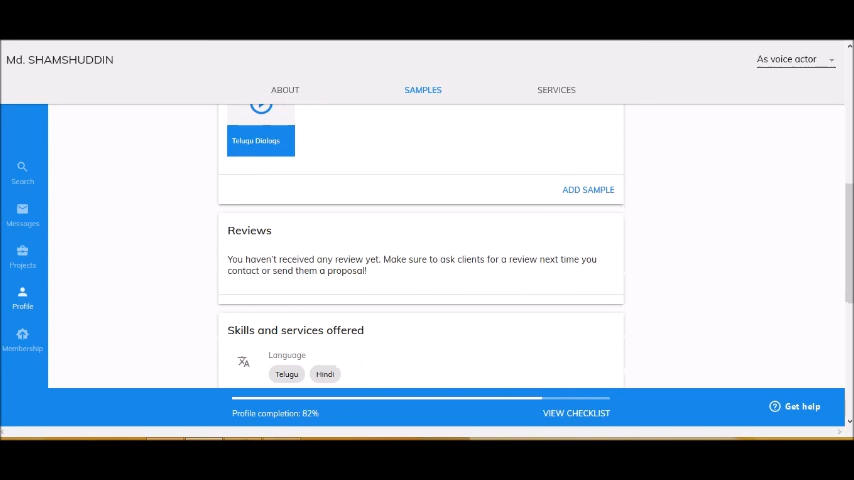 Md. SHAMSHUDDIN
As voice actor
ABOUT
SAMPLES
SERVICES
Telugu Dialogs
ADD SAMPLE
Search
Messages
Projects
Profile
Membership
Reviews
You haven't received any review yet. Make sure to ask clients for a review next time you
contact or send them a proposal!
Skills and services offered
Language
Telugu
Hindi
Profile completion: 82%
VIEW CHECKLIST
Get help